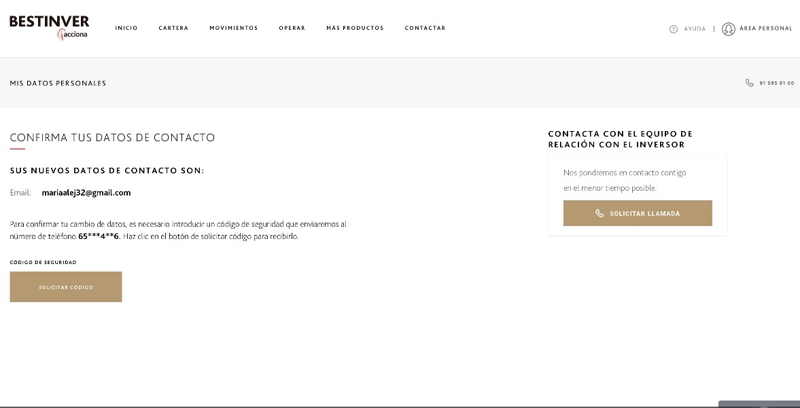 BESTINVER
acciona
INICIO CARTERA MOVIMIENTOS OPERAR MÁS PRODUCTOS CONTACTAR
AYUDA | ÁREA PERSONAL
MIS DATOS PERSONALES
91 595 91 00
CONFIRMA TUS DATOS DE CONTACTO
SUS NUEVOS DATOS DE CONTACTO SON:
Email: mariaalej32@gmail.com
Para confirmar tu cambio de datos, es necesario introducir un código de seguridad que enviaremos al
número de teléfono 65***4**6. Haz clic en el botón de solicitar código para recibirlo.
CÓDIGO DE SEGURIDAD
SOLICITAR CÓDIGO
CONTACTA CON EL EQUIPO DE
RELACIÓN CON EL INVERSOR
Nos pondremos en contacto contigo
en el menor tiempo posible.
SOLICITAR LLAMADA